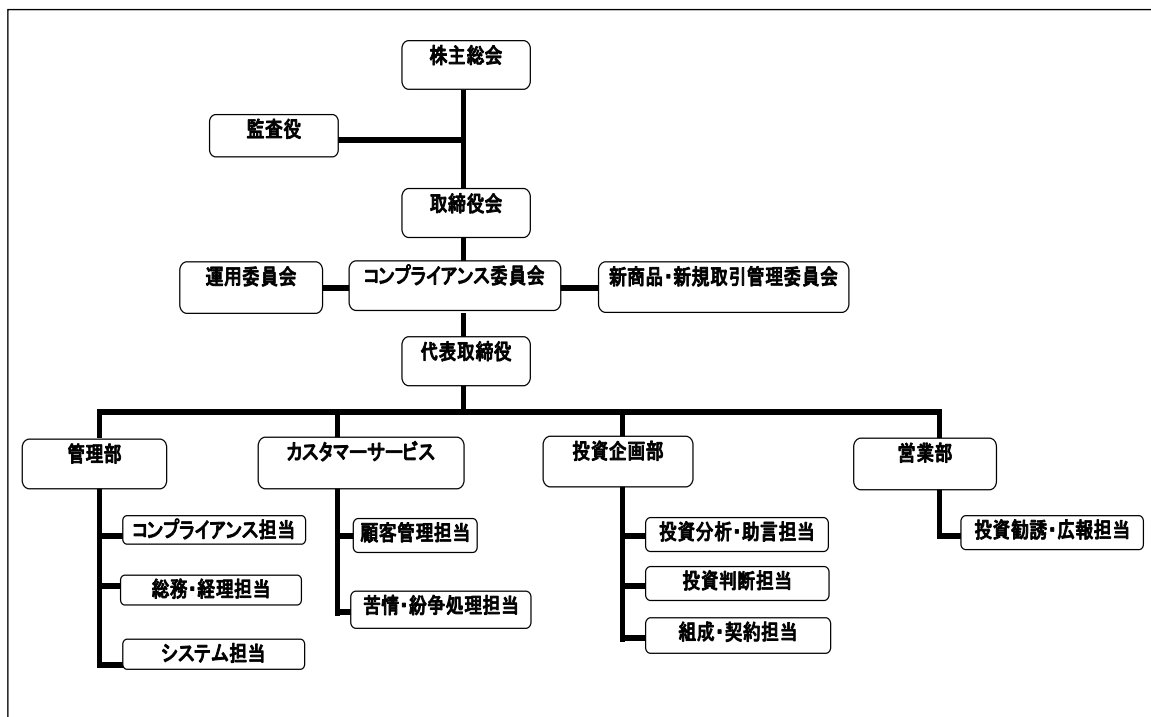 株主総会
監査役
取締役会
運用委員会
コンプライアンス委員会
新商品・新規取引管理委員会
代表取締役
管理部
カスタマーサービス
投資企画部
営業部
コンプライアンス担当
総務・経理担当
システム担当
顧客管理担当
苦情・紛争処理担当
投資分析・助言担当
投資判断担当
組成・契約担当
投資勧誘・広報担当